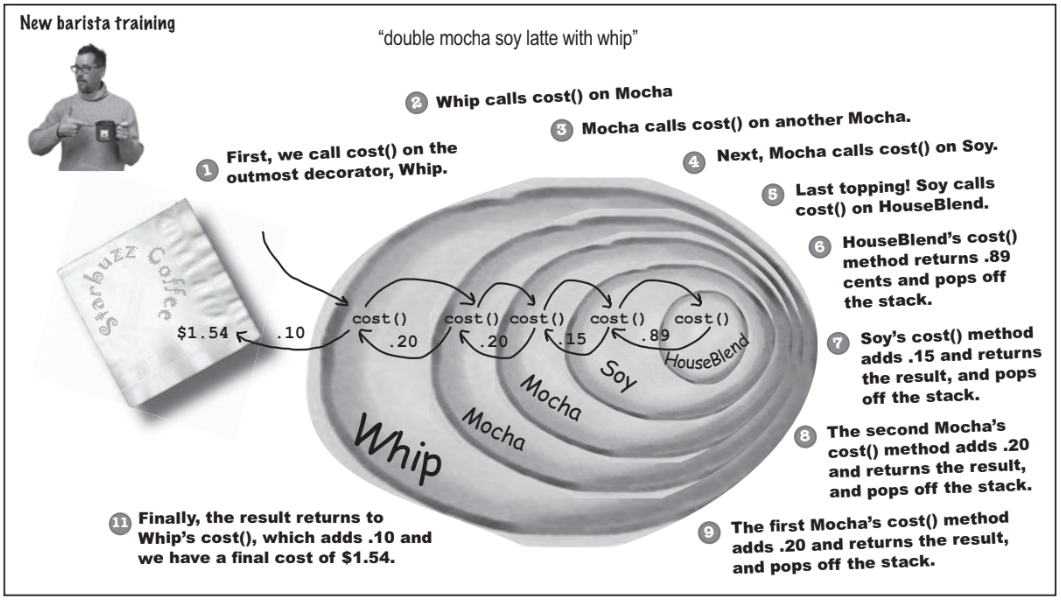 New barista training
“double mocha soy latte with whip”
2 Whip calls cost() on Mocha
3 Mocha calls cost() on another Mocha.
1 First, we call cost() on the
outmost decorator, Whip.
4 Next, Mocha calls cost() on Soy.
5 Last topping! Soy calls
cost() on HouseBlend.
6 HouseBlend’s cost()
method returns .89
cents and pops off
the stack.
Starbuzz Coffee
$1.54
.10
cost() cost() cost() cost() cost()
.20 .20 .15 .89
HouseBlend
Soy
Mocha
Mocha
Whip
7 Soy’s cost() method
adds .15 and returns
the result, and pops
off the stack.
8 The second Mocha’s
cost() method adds .20
and returns the result,
and pops off the stack.
9 The first Mocha’s cost() method
adds .20 and returns the result,
and pops off the stack.
11 Finally, the result returns to
Whip’s cost(), which adds .10 and
we have a final cost of $1.54.